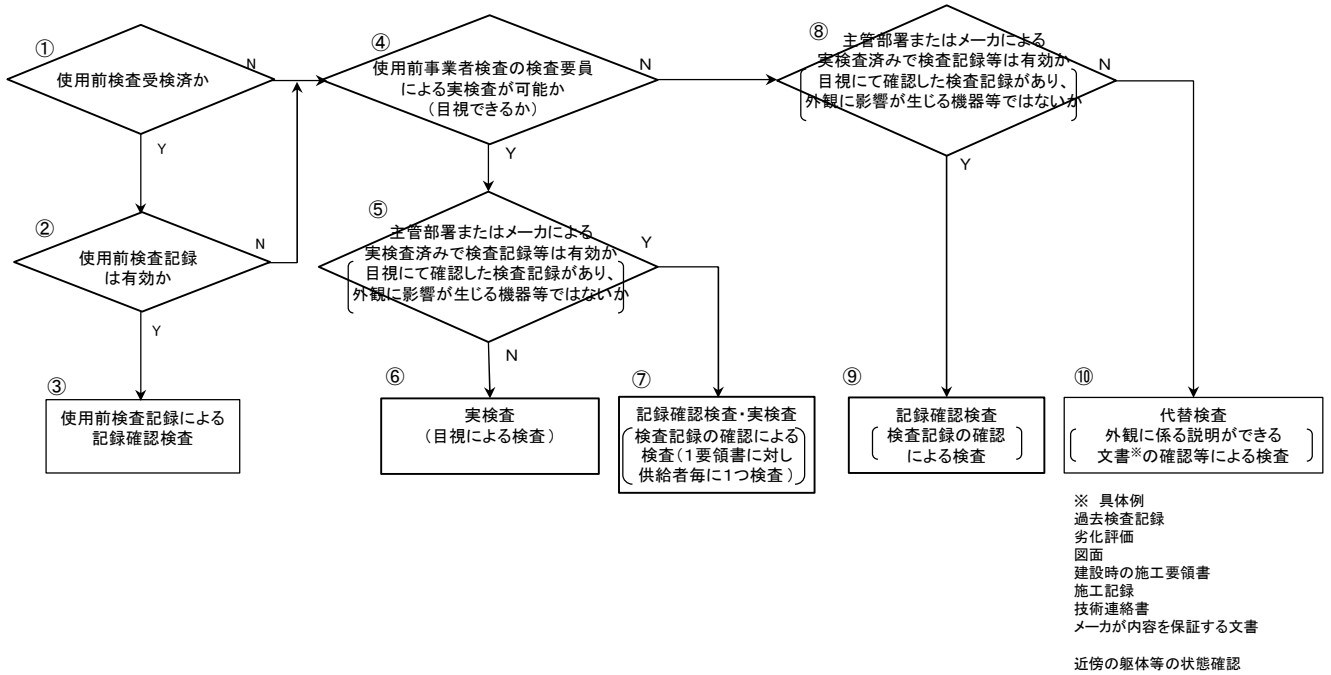 ①
使用前検査受検済か
N
Y
②
使用前検査記録
は有効か
N
Y
③
使用前検査記録による
記録確認検査
④
使用前事業者検査の検査要員
による実検査が可能か
(目視できるか)
N
Y
⑤
主管部署またはメーカによる
実検査済みで検査記録等は有効か
目視にて確認した検査記録があり、
外観に影響が生じる機器等ではないか
Y
N
⑥
実検査
(目視による検査)
⑦
記録確認検査・実検査
検査記録の確認による
検査(1要領書に対し
供給者毎に1つ検査)
⑧
主管部署またはメーカによる
実検査済みで検査記録等は有効か
目視にて確認した検査記録があり、
外観に影響が生じる機器等ではないか
N
Y
⑨
記録確認検査
検査記録の確認
による検査
⑩
代替検査
外観に係る説明ができる
文書※の確認等による検査
※ 具体例
過去検査記録
劣化評価
図面
建設時の施工要領書
施工記録
技術連絡書
メーカが内容を保証する文書
近傍の躯体等の状態確認